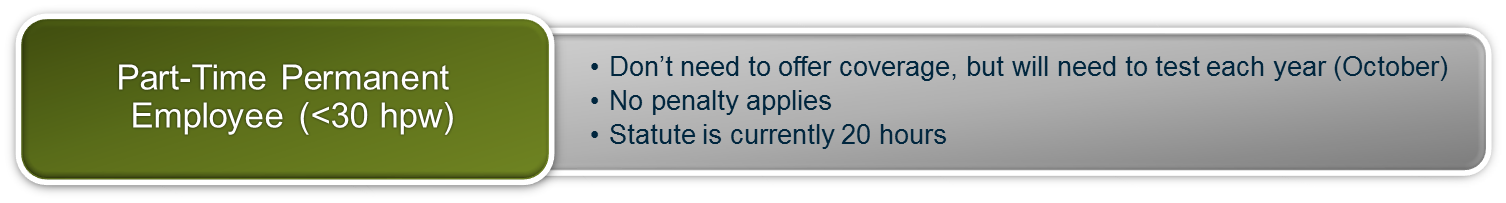 Part-Time Permanent
Employee (<30 hpw)
• Don’t need to offer coverage, but will need to test each year (October)
• No penalty applies
• Statute is currently 20 hours